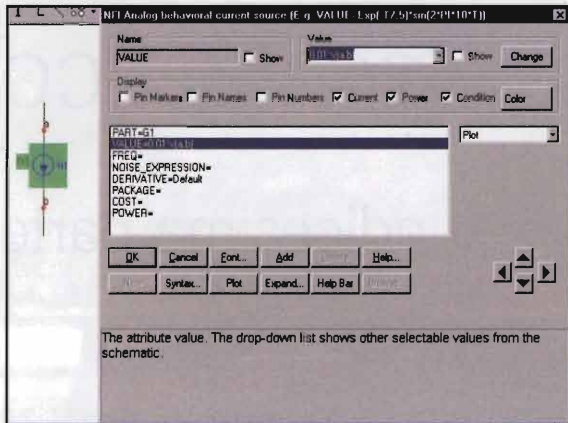 NFI Analog behavioral current source (E.g. VALUE= Exp(-T/.5)*sin(2*PI*10*T))
Name
VALUE
Show
Value
Show
Change
Display
Pin Markers
Pin Names
Pin Numbers
Current
Power
Condition
Color
PART=G1
FREQ=
NOISE_EXPRESSION=
DERIVATIVE=Default
PACKAGE=
COST=
POWER=
Plot
OK
Cancel
Font...
Add
Help...
Syntax...
Plot
Expand...
Help Bar
The attribute value. The drop-down list shows other selectable values from the
schematic.